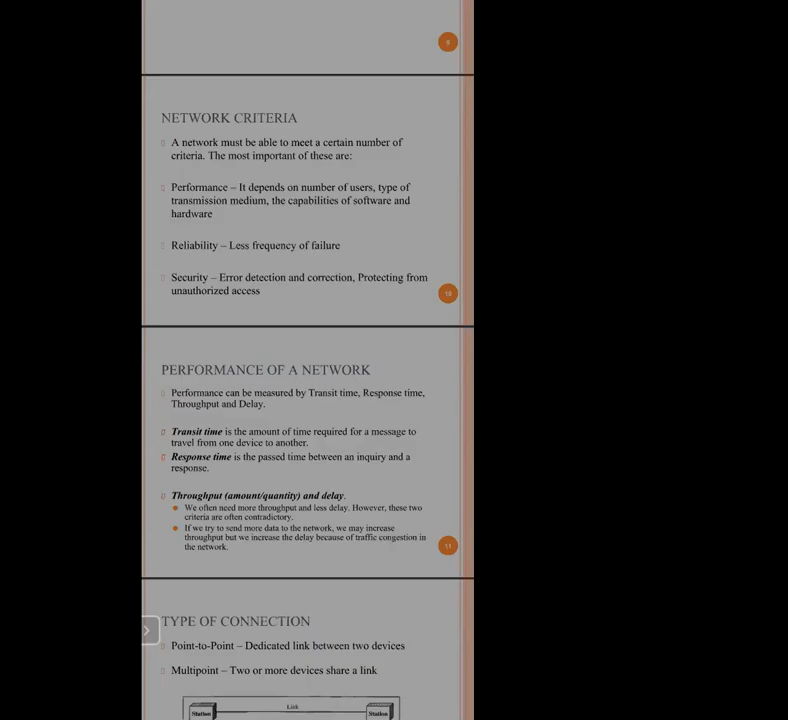 9
NETWORK CRITERIA
A network must be able to meet a certain number of
criteria. The most important of these are:
Performance – It depends on number of users, type of
transmission medium, the capabilities of software and
hardware
Reliability – Less frequency of failure
Security – Error detection and correction, Protecting from
unauthorized access
10
PERFORMANCE OF A NETWORK
Performance can be measured by Transit time, Response time,
Throughput and Delay.
Transit time is the amount of time required for a message to
travel from one device to another.
Response time is the passed time between an inquiry and a
response.
Throughput (amount/quantity) and delay.
We often need more throughput and less delay. However, these two
criteria are often contradictory.
If we try to send more data to the network, we may increase
throughput but we increase the delay because of traffic congestion in
the network.
11
TYPE OF CONNECTION
Point-to-Point – Dedicated link between two devices
Multipoint – Two or more devices share a link
Link
Station Station